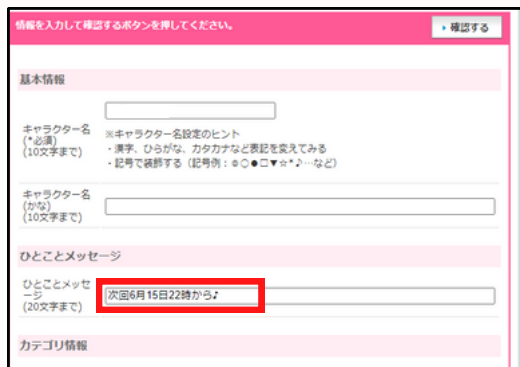 情報を入力して確認するボタンを押してください。
確認する
基本情報
キャラクター名
(*必須)
(10文字まで)
※キャラクター名設定のヒント
・漢字、ひらがな、カタカナなど表記を変えてみる
・記号で装飾する（記号例：◎○●□▼☆*♪…など）
キャラクター名
(かな)
(10文字まで)
ひとことメッセージ
ひとことメッセ
ージ
(20文字まで)
次回6月15日22時から♪
カテゴリ情報